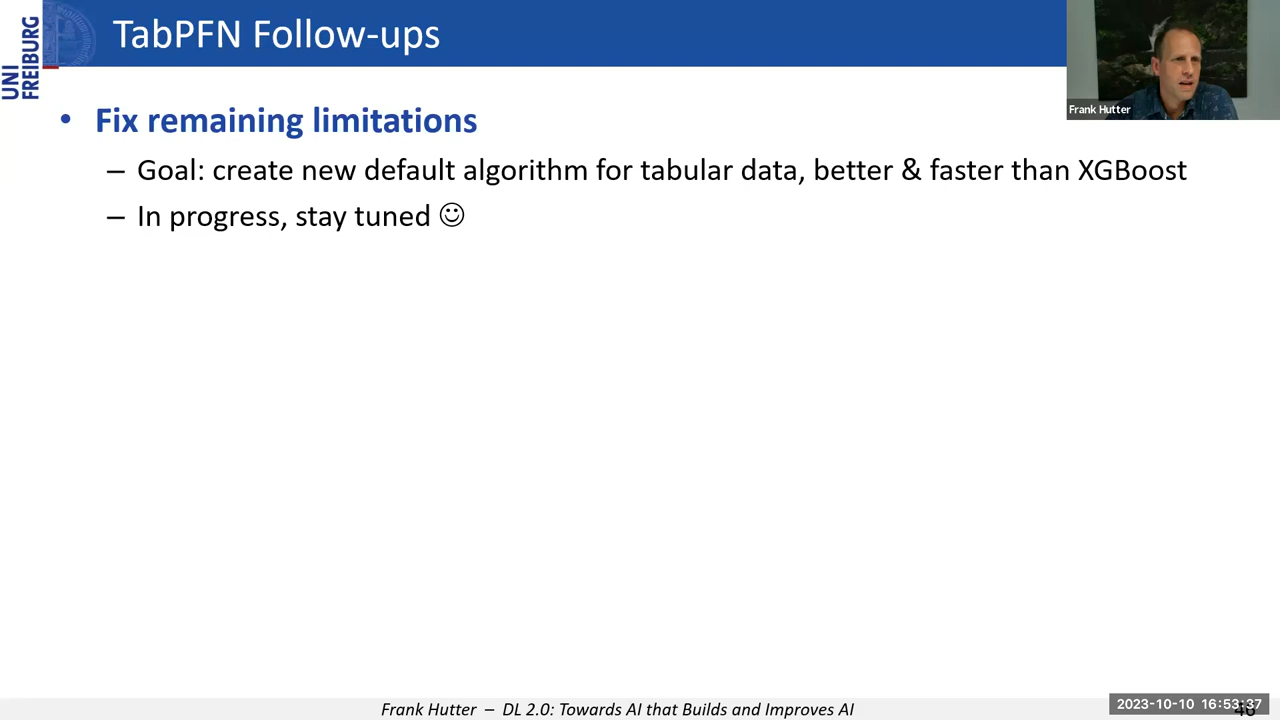 UNI
FREIBURG
TabPFN Follow-ups
Frank Hutter
• Fix remaining limitations
– Goal: create new default algorithm for tabular data, better & faster than XGBoost
– In progress, stay tuned ☺
Frank Hutter – DL 2.0: Towards AI that Builds and Improves AI
2023-10-10 16:53:37